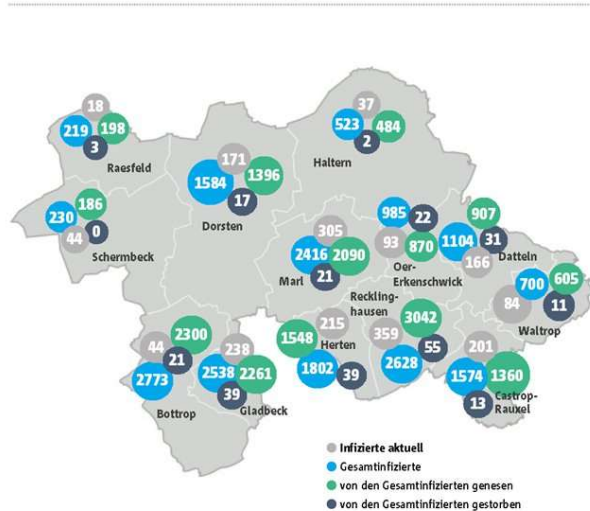 18
219
198
3
Raesfeld
37
523
484
2
Haltern
171
1584
1396
17
Dorsten
186
230
0
44
Schermbeck
305
2416
2090
21
Marl
985
22
93
870
Oer-
Erkenschwick
907
1104
31
166
Datteln
700
605
84
11
Waltrop
Reckling-
hausen
3042
359
55
2628
215
1548
Herten
1802
39
201
1574
1360
13
Castrop-
Rauxel
44
2300
21
2773
Bottrop
238
2538
2261
39
Gladbeck
Infizierte aktuell
Gesamtinfizierte
von den Gesamtinfizierten genesen
von den Gesamtinfizierten gestorben